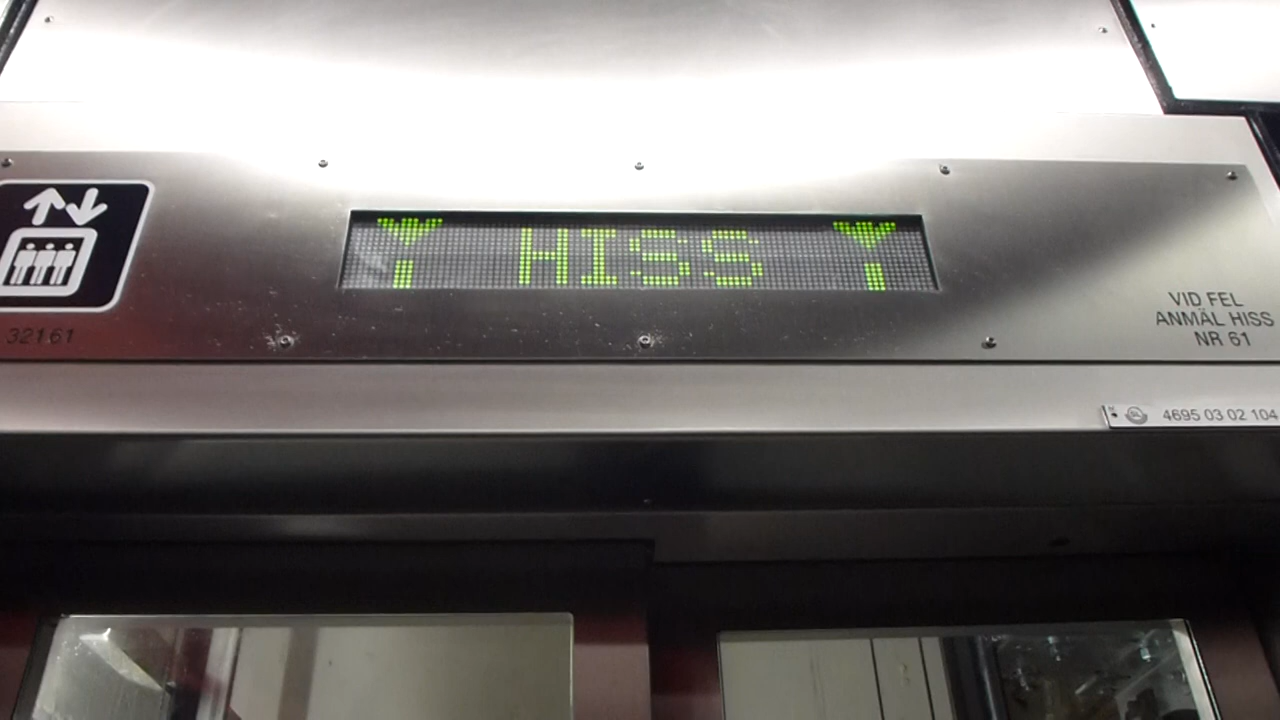 HISS
32161
VID FEL
ANMÄL HISS
NR 61
4695 03 02 104